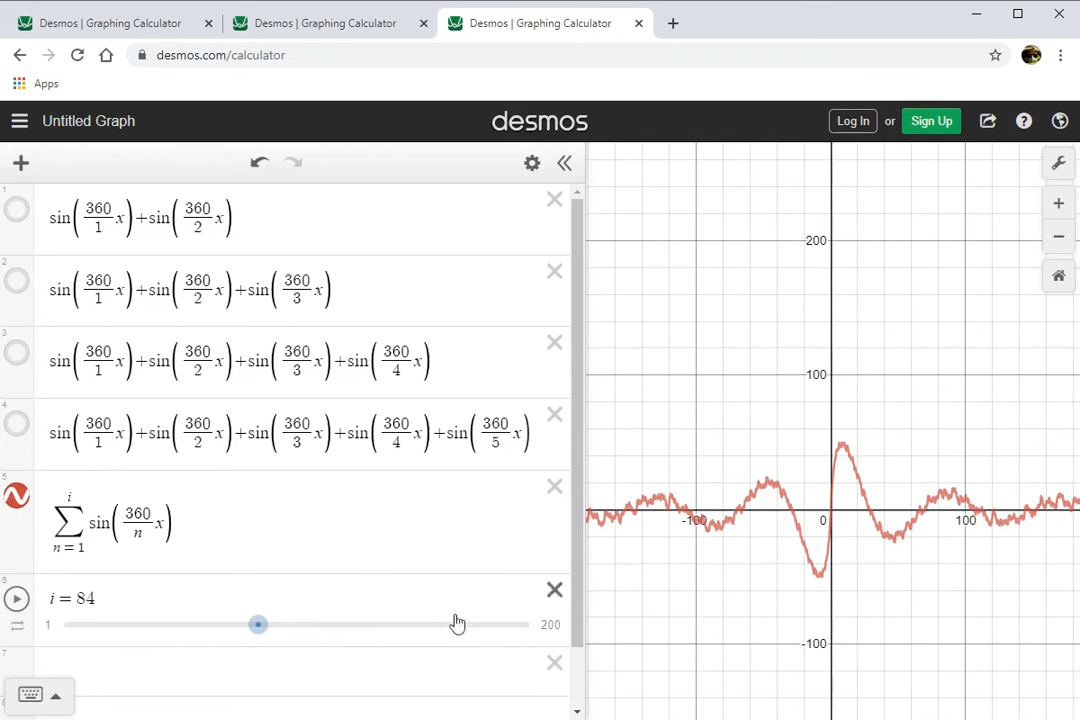 Desmos | Graphing Calculator
Desmos | Graphing Calculator
Desmos | Graphing Calculator
desmos.com/calculator
Apps
Untitled Graph
desmos
Log In or Sign Up
1
sin(360/1 x)+sin(360/2 x)
2
sin(360/1 x)+sin(360/2 x)+sin(360/3 x)
3
sin(360/1 x)+sin(360/2 x)+sin(360/3 x)+sin(360/4 x)
4
sin(360/1 x)+sin(360/2 x)+sin(360/3 x)+sin(360/4 x)+sin(360/5 x)
5
i
∑ sin(360/n x)
n = 1
6
i = 84
1 200
7
8
200
100
-100 0 100
-100